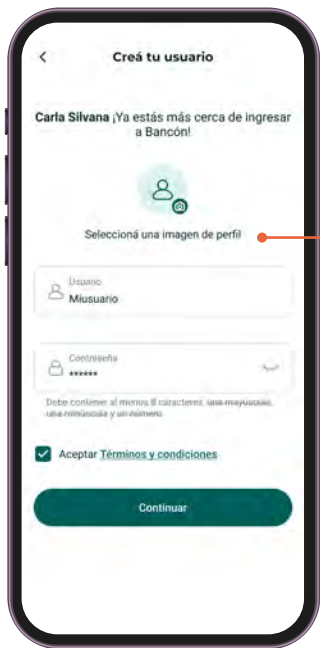 Creá tu usuario
Carla Silvana ¡Ya estás más cerca de ingresar
a Bancón!
Seleccioná una imagen de perfil
Usuario
Miusuario
Contraseña
******
Debe contener al menos 8 caracteres, una mayúscula,
una minúscula y un número
Aceptar Términos y condiciones
Continuar